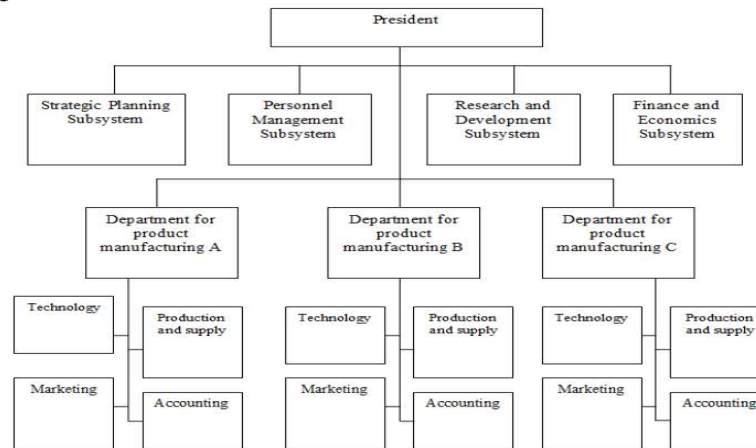 President
Strategic Planning
Subsystem
Personnel
Management
Subsystem
Research and
Development
Subsystem
Finance and
Economics
Subsystem
Department for
product
manufacturing A
Department for
product
manufacturing B
Department for
product
manufacturing C
Technology
Production
and supply
Technology
Production
and supply
Technology
Production
and supply
Marketing
Accounting
Marketing
Accounting
Marketing
Accounting